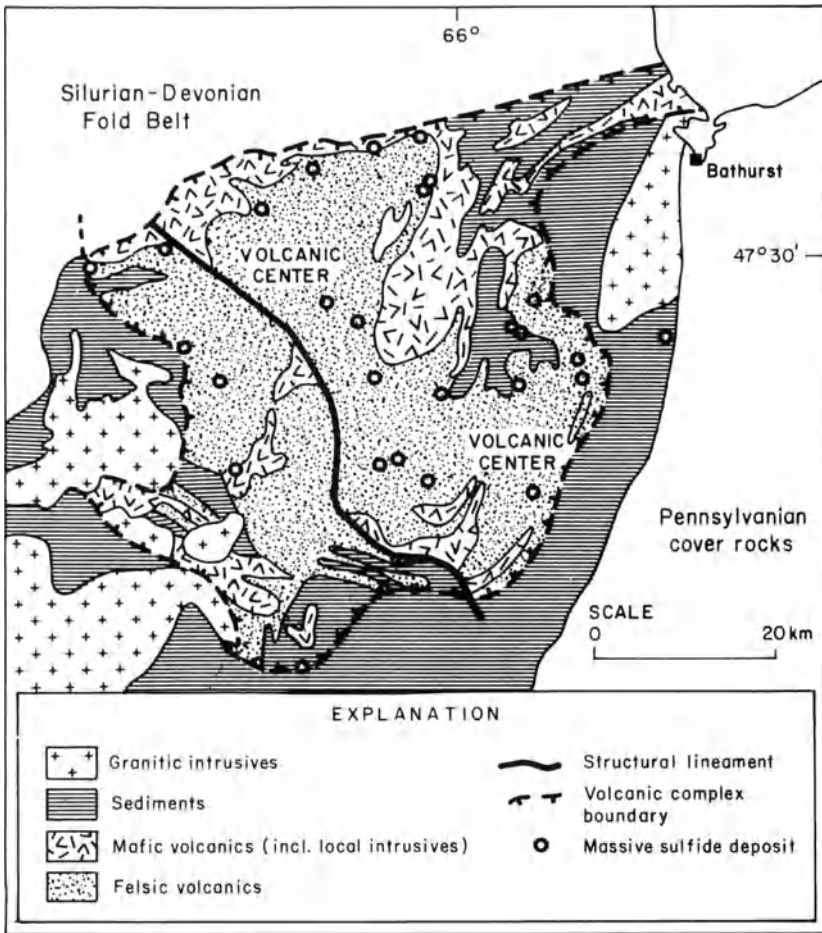 66°
Silurian-Devonian
Fold Belt
Bathurst
VOLCANIC
CENTER
47° 30'
VOLCANIC
CENTER
Pennsylvanian
cover rocks
SCALE
0 20 km
EXPLANATION
Granitic intrusives
Sediments
Mafic volcanics (incl. local intrusives)
Felsic volcanics
Structural lineament
Volcanic complex
boundary
Massive sulfide deposit